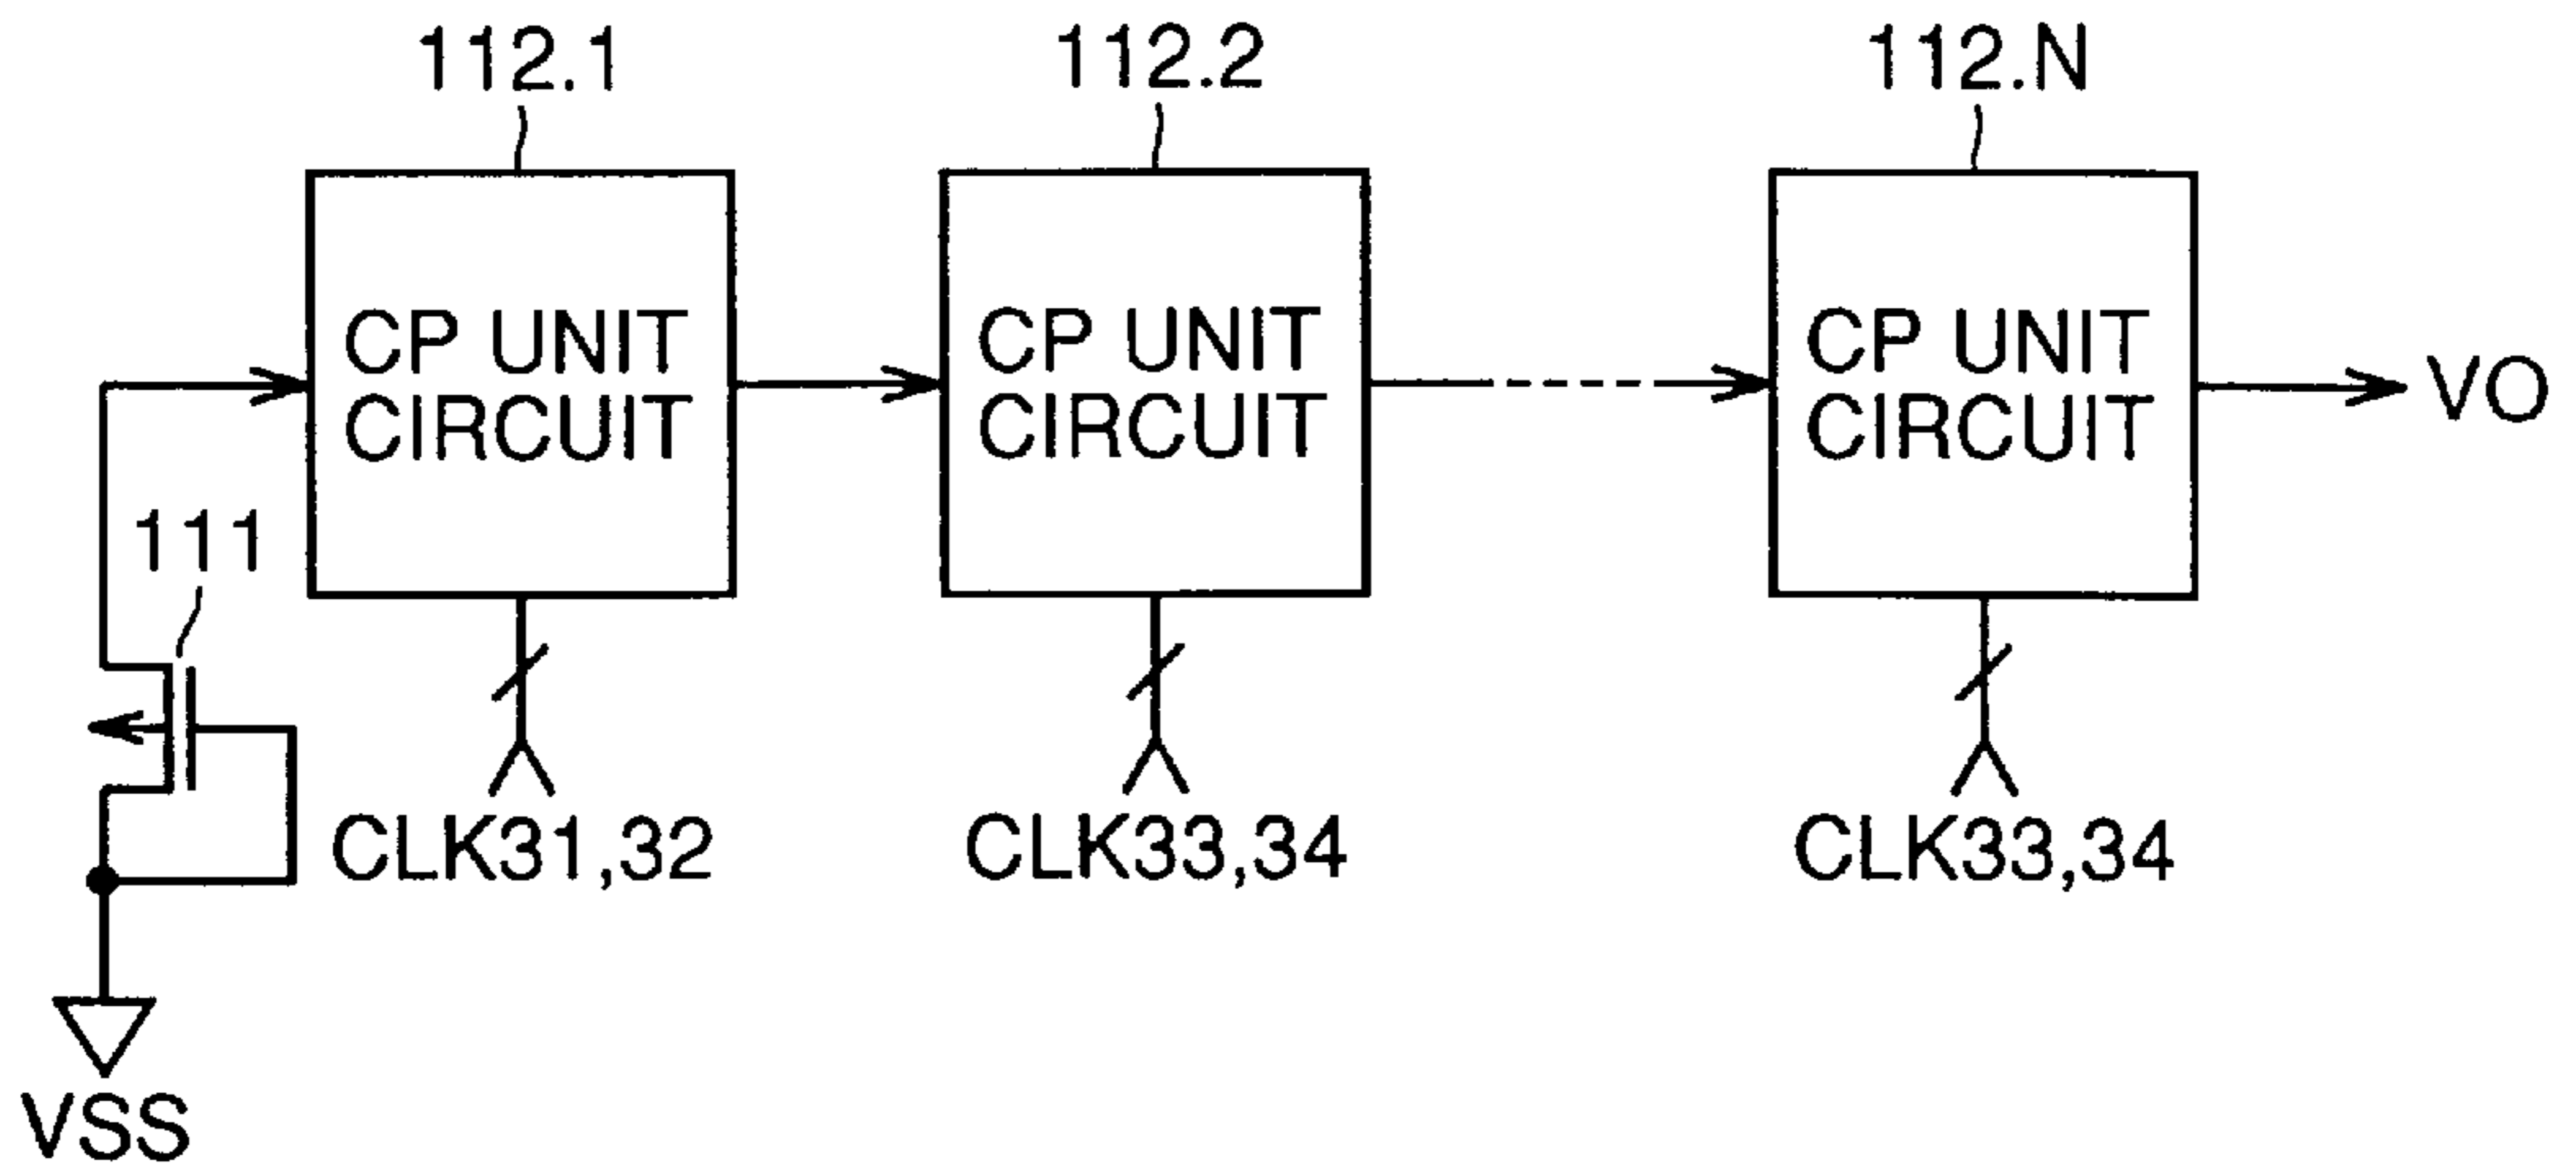 112.1
112.2
112.N
CP UNIT
CIRCUIT
CP UNIT
CIRCUIT
CP UNIT
CIRCUIT
VO
111
CLK31,32
CLK33,34
CLK33,34
VSS